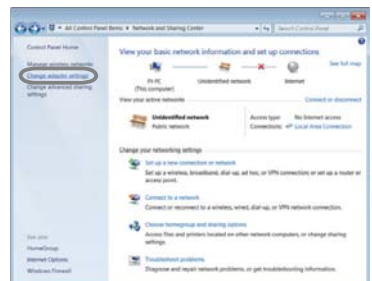 All Control Panel Items ▸ Network and Sharing Center
Search Control Panel
Control Panel Home
Manage wireless networks
Change adapter settings
Change advanced sharing
settings
View your basic network information and set up connections
See full map
(This computer)
Unidentified network
Internet
View your active networks
Connect or disconnect
Unidentified network
Public network
Access type: No Internet access
Connections: Local Area Connection
Change your networking settings
Set up a new connection or network
Set up a wireless, broadband, dial-up, ad hoc, or VPN connection; or set up a router or
access point.
Connect to a network
Connect or reconnect to a wireless, wired, dial-up, or VPN network connection.
Choose homegroup and sharing options
Access files and printers located on other network computers, or change sharing
settings.
Troubleshoot problems
Diagnose and repair network problems, or get troubleshooting information.
See also
HomeGroup
Internet Options
Windows Firewall